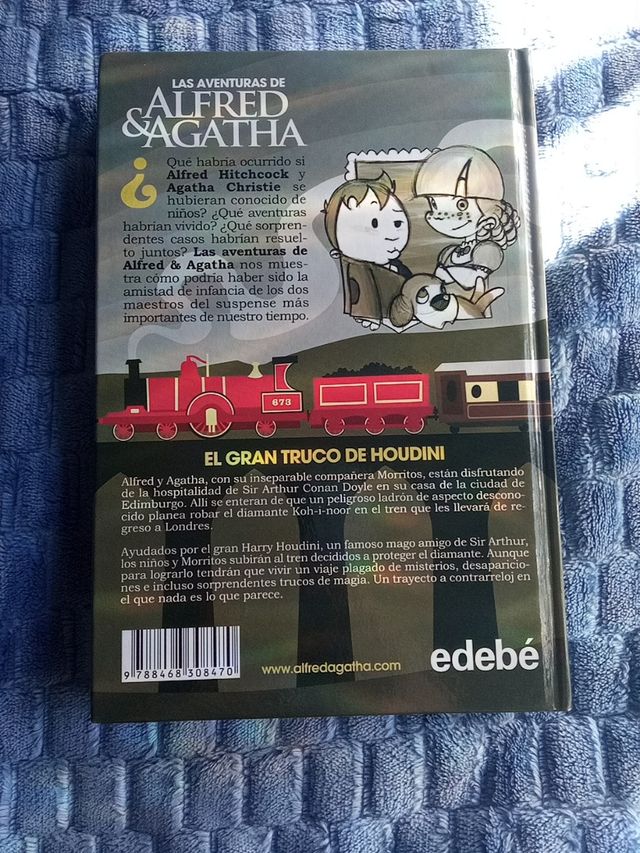 LAS AVENTURAS DE
ALFRED
&AGATHA
¿Qué habría ocurrido si
Alfred Hitchcock y
Agatha Christie se
hubieran conocido de
niños? ¿Qué aventuras
habrían vivido? ¿Qué sorpren-
dentes casos habrían resuel-
to juntos? Las aventuras de
Alfred & Agatha nos mues-
tra cómo podría haber sido la
amistad de infancia de los dos
maestros del suspense más
importantes de nuestro tiempo.
673
EL GRAN TRUCO DE HOUDINI
Alfred y Agatha, con su inseparable compañera Morritos, están disfrutando
de la hospitalidad de Sir Arthur Conan Doyle en su casa de la ciudad de
Edimburgo. Allí se enteran de que un peligroso ladrón de aspecto descono-
cido planea robar el diamante Koh-i-noor en el tren que les llevará de re-
greso a Londres.
Ayudados por el gran Harry Houdini, un famoso mago amigo de Sir Arthur,
los niños y Morritos subirán al tren decididos a proteger el diamante. Aunque
para lograrlo tendrán que vivir un viaje plagado de misterios, desaparicio-
nes e incluso sorprendentes trucos de magia. Un trayecto a contrarreloj en
el que nada es lo que parece.
9 788468 308470
www.alfredagatha.com
edebé